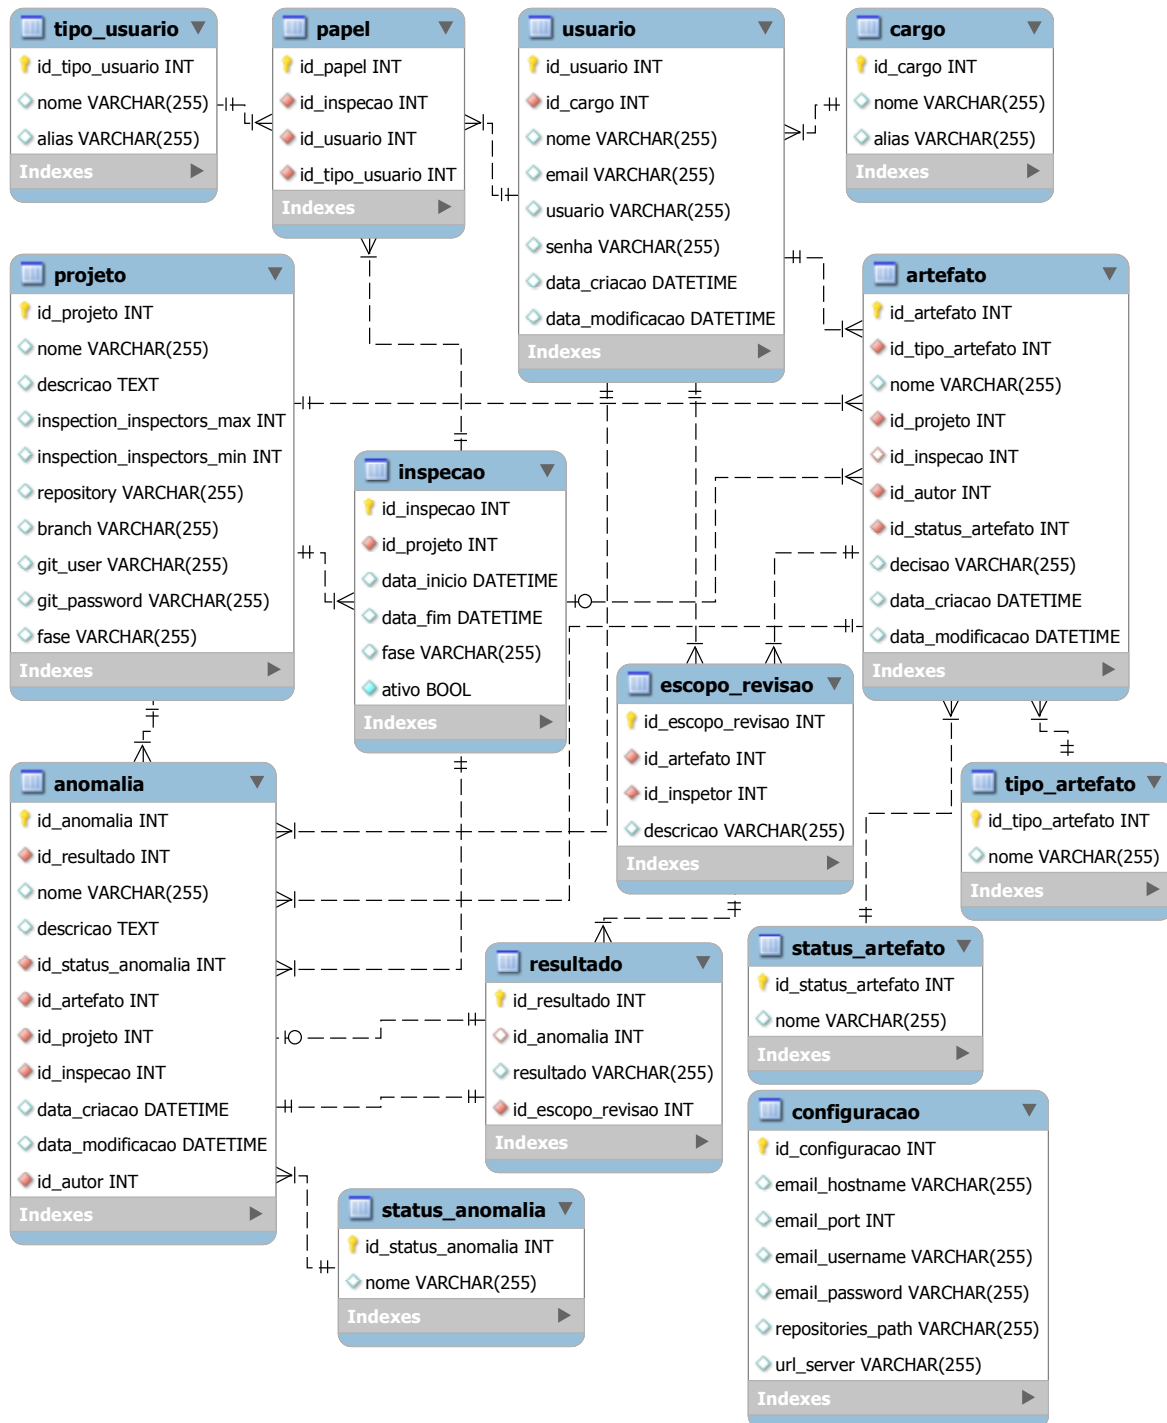 tipo_usuario
id_tipo_usuario INT
nome VARCHAR(255)
alias VARCHAR(255)
Indexes
papel
id_papel INT
id_inspecao INT
id_usuario INT
id_tipo_usuario INT
Indexes
usuario
id_usuario INT
id_cargo INT
nome VARCHAR(255)
email VARCHAR(255)
usuario VARCHAR(255)
senha VARCHAR(255)
data_criacao DATETIME
data_modificacao DATETIME
Indexes
cargo
id_cargo INT
nome VARCHAR(255)
alias VARCHAR(255)
Indexes
projeto
id_projeto INT
nome VARCHAR(255)
descricao TEXT
inspection_inspectors_max INT
inspection_inspectors_min INT
repository VARCHAR(255)
branch VARCHAR(255)
git_user VARCHAR(255)
git_password VARCHAR(255)
fase VARCHAR(255)
Indexes
artefato
id_artefato INT
id_tipo_artefato INT
nome VARCHAR(255)
id_projeto INT
id_inspecao INT
id_autor INT
id_status_artefato INT
decisao VARCHAR(255)
data_criacao DATETIME
data_modificacao DATETIME
Indexes
inspecao
id_inspecao INT
id_projeto INT
data_inicio DATETIME
data_fim DATETIME
fase VARCHAR(255)
ativo BOOL
Indexes
escopo_revisao
id_escopo_revisao INT
id_artefato INT
id_inspetor INT
descricao VARCHAR(255)
Indexes
anomalia
id_anomalia INT
id_resultado INT
nome VARCHAR(255)
descricao TEXT
id_status_anomalia INT
id_artefato INT
id_projeto INT
id_inspecao INT
data_criacao DATETIME
data_modificacao DATETIME
id_autor INT
Indexes
tipo_artefato
id_tipo_artefato INT
nome VARCHAR(255)
Indexes
resultado
id_resultado INT
id_anomalia INT
resultado VARCHAR(255)
id_escopo_revisao INT
Indexes
status_artefato
id_status_artefato INT
nome VARCHAR(255)
Indexes
status_anomalia
id_status_anomalia INT
nome VARCHAR(255)
Indexes
configuracao
id_configuracao INT
email_hostname VARCHAR(255)
email_port INT
email_username VARCHAR(255)
email_password VARCHAR(255)
repositories_path VARCHAR(255)
url_server VARCHAR(255)
Indexes